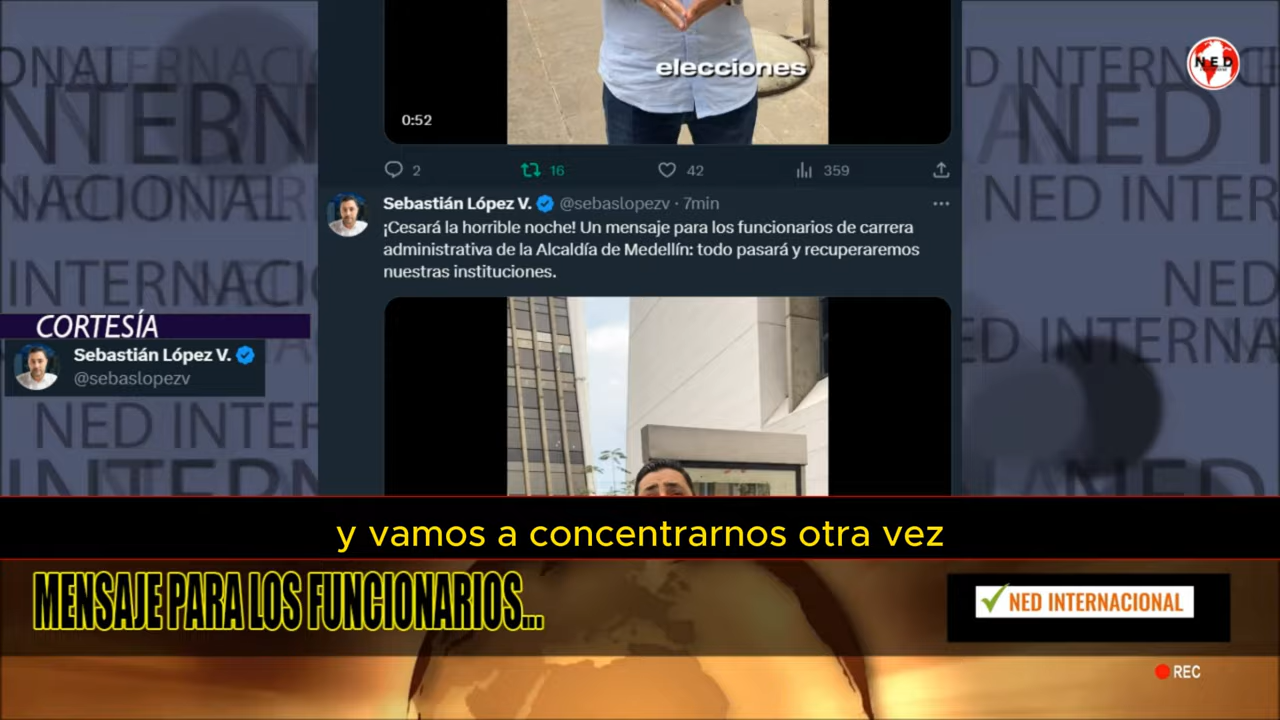 elecciones
0:52
2
16
42
359
NED
Sebastián López V. @sebaslopezv · 7min
¡Cesará la horrible noche! Un mensaje para los funcionarios de carrera
administrativa de la Alcaldía de Medellín: todo pasará y recuperaremos
nuestras instituciones.
CORTESÍA
Sebastián López V.
@sebaslopezv
y vamos a concentrarnos otra vez
MENSAJE PARA LOS FUNCIONARIOS...
NED INTERNACIONAL
REC